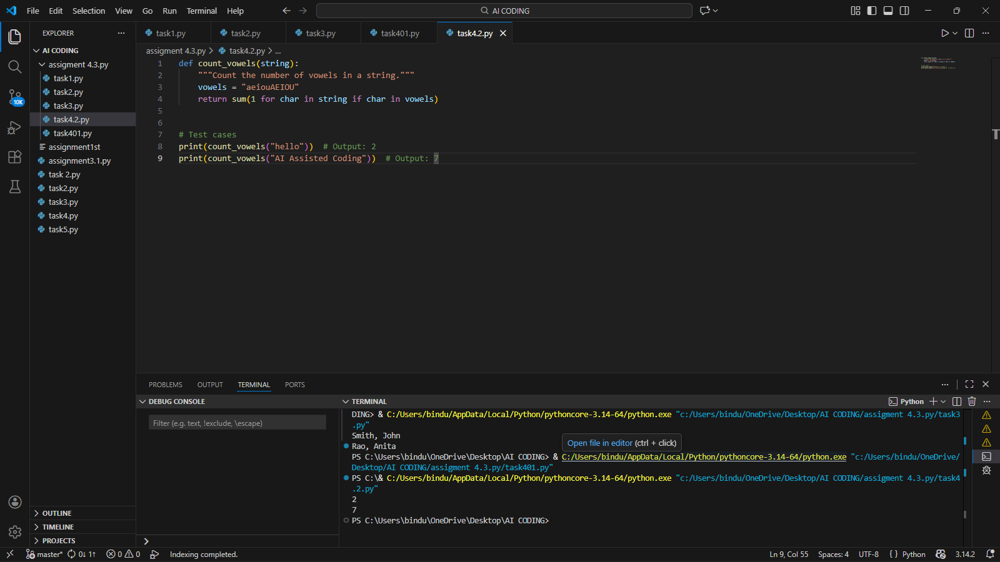 File Edit Selection View Go Run Terminal Help
AI CODING
EXPLORER
AI CODING
assigment 4.3.py
task1.py
task2.py
task3.py
task4.2.py
task401.py
assignment1st
assignment3.1.py
task 2.py
task2.py
task3.py
task4.py
task5.py
OUTLINE
TIMELINE
PROJECTS
10K
task1.py task2.py task3.py task401.py task4.2.py
assigment 4.3.py > task4.2.py > ...
1 def count_vowels(string):
2 """Count the number of vowels in a string."""
3 vowels = "aeiouAEIOU"
4 return sum(1 for char in string if char in vowels)
5
6
7 # Test cases
8 print(count_vowels("hello")) # Output: 2
9 print(count_vowels("AI Assisted Coding")) # Output: 7
PROBLEMS OUTPUT TERMINAL PORTS
DEBUG CONSOLE
Filter (e.g. text, !exclude, \escape)
TERMINAL
Python
DING> & C:/Users/bindu/AppData/Local/Python/pythoncore-3.14-64/python.exe "c:/Users/bindu/OneDrive/Desktop/AI CODING/assigment 4.3.py/task3
.py"
Smith, John
Rao, Anita
Open file in editor (ctrl + click)
PS C:\Users\bindu\OneDrive\Desktop\AI CODING> & C:/Users/bindu/AppData/Local/Python/pythoncore-3.14-64/python.exe "c:/Users/bindu/OneDrive/
Desktop/AI CODING/assigment 4.3.py/task401.py"
PS C:\& C:/Users/bindu/AppData/Local/Python/pythoncore-3.14-64/python.exe "c:/Users/bindu/OneDrive/Desktop/AI CODING/assigment 4.3.py/task4
.2.py"
2
7
PS C:\Users\bindu\OneDrive\Desktop\AI CODING>
master* 0↓ 1↑ 0 0 Indexing completed.
Ln 9, Col 55 Spaces: 4 UTF-8 { } Python 3.14.2